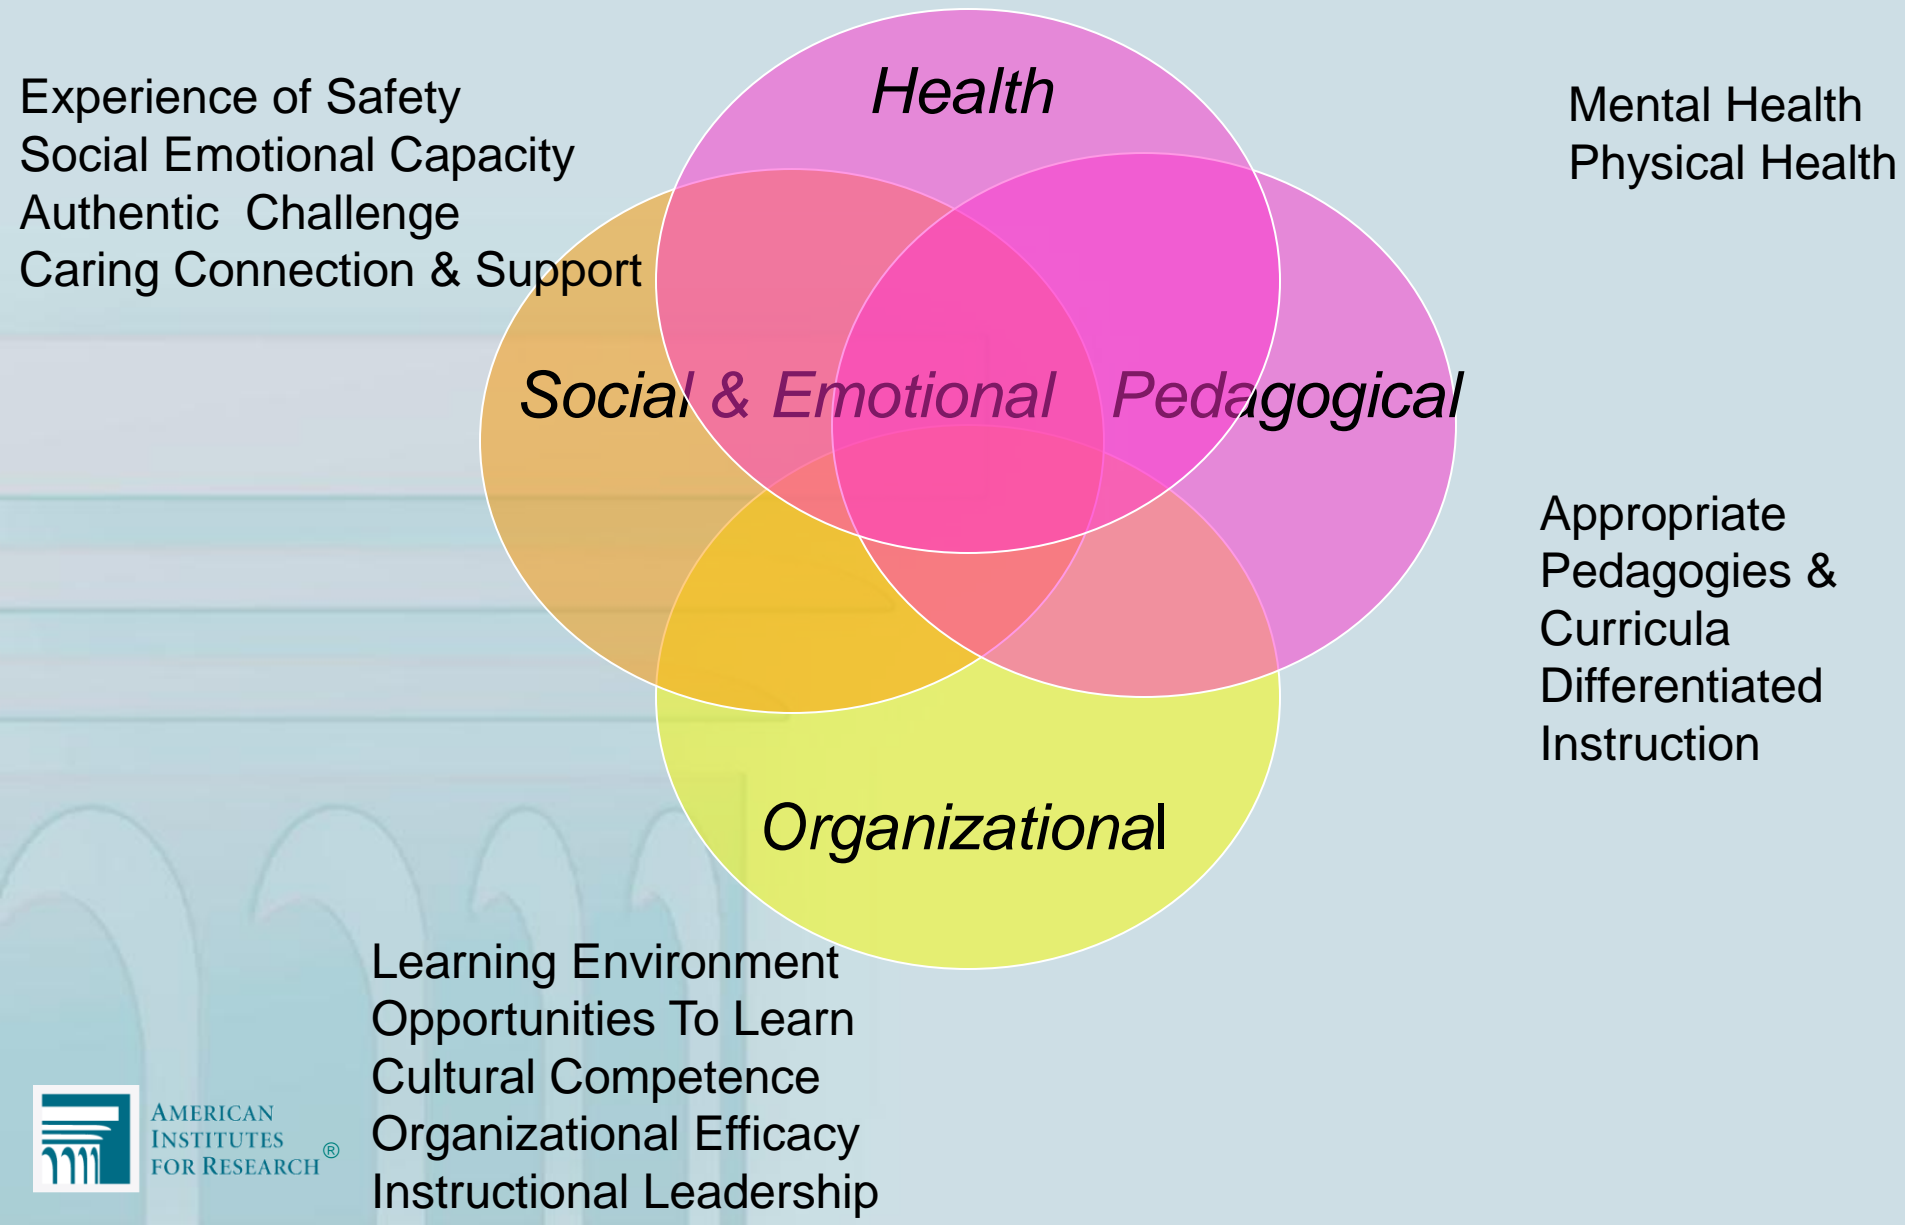 Health
Experience of Safety
Social Emotional Capacity
Authentic Challenge
Caring Connection & Support
Mental Health
Physical Health
Social & Emotional
Pedagogical
Appropriate
Pedagogies &
Curricula
Differentiated
Instruction
Organizational
Learning Environment
Opportunities To Learn
Cultural Competence
Organizational Efficacy
Instructional Leadership
AMERICAN
INSTITUTES
FOR RESEARCH®